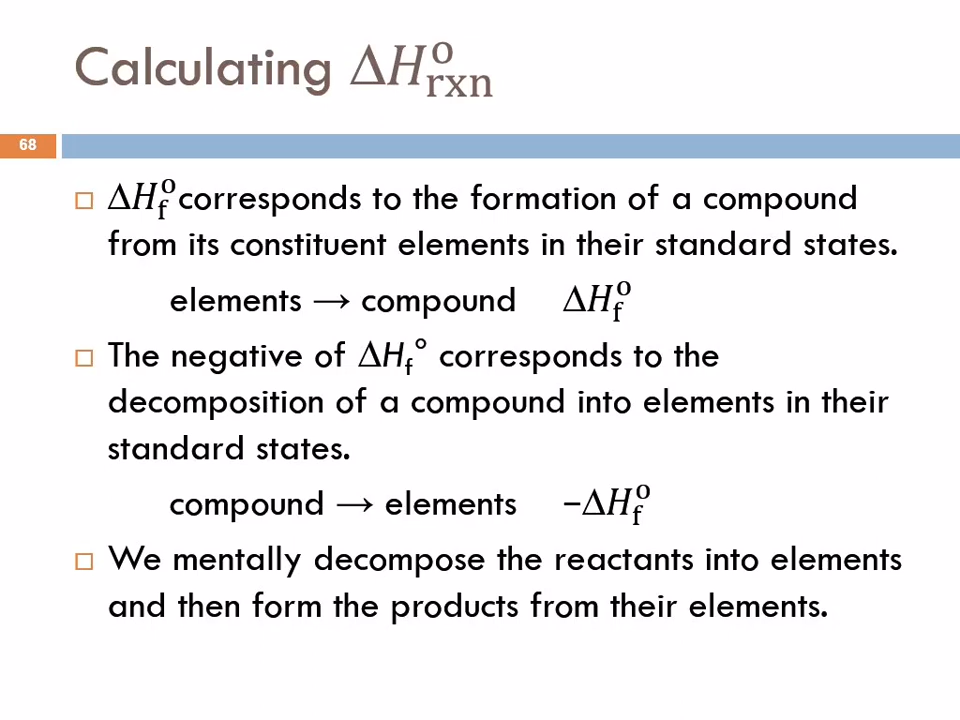 Calculating ΔH°rxn
68
ΔH°f corresponds to the formation of a compound
from its constituent elements in their standard states.
elements → compound ΔH°f
The negative of ΔHf° corresponds to the
decomposition of a compound into elements in their
standard states.
compound → elements −ΔH°f
We mentally decompose the reactants into elements
and then form the products from their elements.